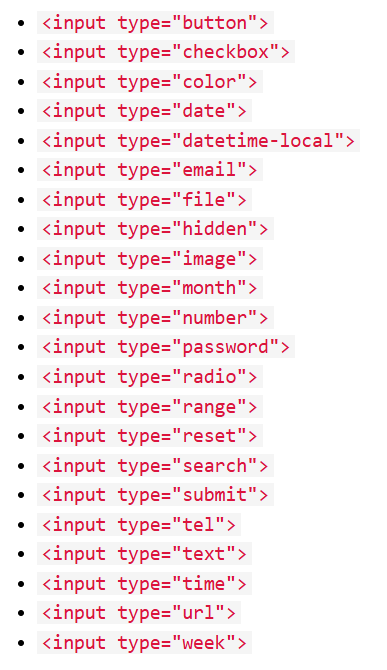 • <input type="button">
• <input type="checkbox">
• <input type="color">
• <input type="date">
• <input type="datetime-local">
• <input type="email">
• <input type="file">
• <input type="hidden">
• <input type="image">
• <input type="month">
• <input type="number">
• <input type="password">
• <input type="radio">
• <input type="range">
• <input type="reset">
• <input type="search">
• <input type="submit">
• <input type="tel">
• <input type="text">
• <input type="time">
• <input type="url">
• <input type="week">